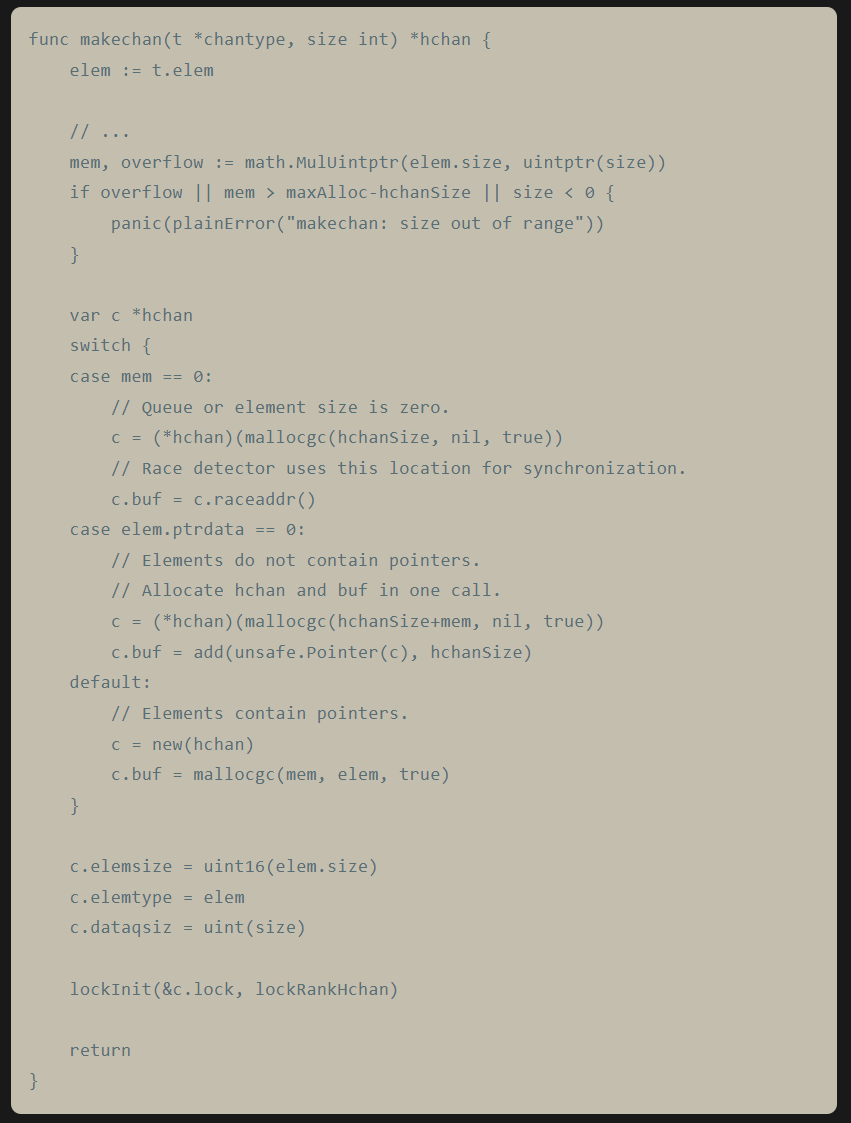 func makechan(t *chantype, size int) *hchan {
    elem := t.elem

    // ...
    mem, overflow := math.MulUintptr(elem.size, uintptr(size))
    if overflow || mem > maxAlloc-hchanSize || size < 0 {
        panic(plainError("makechan: size out of range"))
    }

    var c *hchan
    switch {
    case mem == 0:
        // Queue or element size is zero.
        c = (*hchan)(mallocgc(hchanSize, nil, true))
        // Race detector uses this location for synchronization.
        c.buf = c.raceaddr()
    case elem.ptrdata == 0:
        // Elements do not contain pointers.
        // Allocate hchan and buf in one call.
        c = (*hchan)(mallocgc(hchanSize+mem, nil, true))
        c.buf = add(unsafe.Pointer(c), hchanSize)
    default:
        // Elements contain pointers.
        c = new(hchan)
        c.buf = mallocgc(mem, elem, true)
    }

    c.elemsize = uint16(elem.size)
    c.elemtype = elem
    c.dataqsiz = uint(size)

    lockInit(&c.lock, lockRankHchan)

    return
}